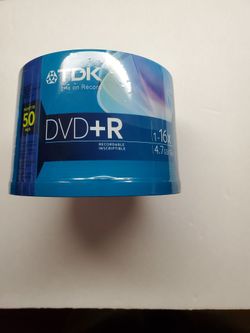 TDK
Life on Record
50
DVD+R
RECORDABLE
INSCRIPTIBLE
1-16x
4.7